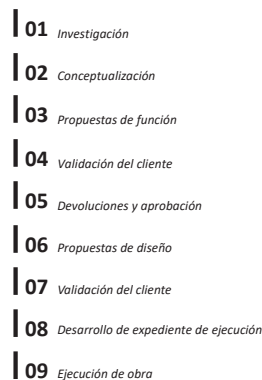 01 Investigación
02 Conceptualización
03 Propuestas de función
04 Validación del cliente
05 Devoluciones y aprobación
06 Propuestas de diseño
07 Validación del cliente
08 Desarrollo de expediente de ejecución
09 Ejecución de obra